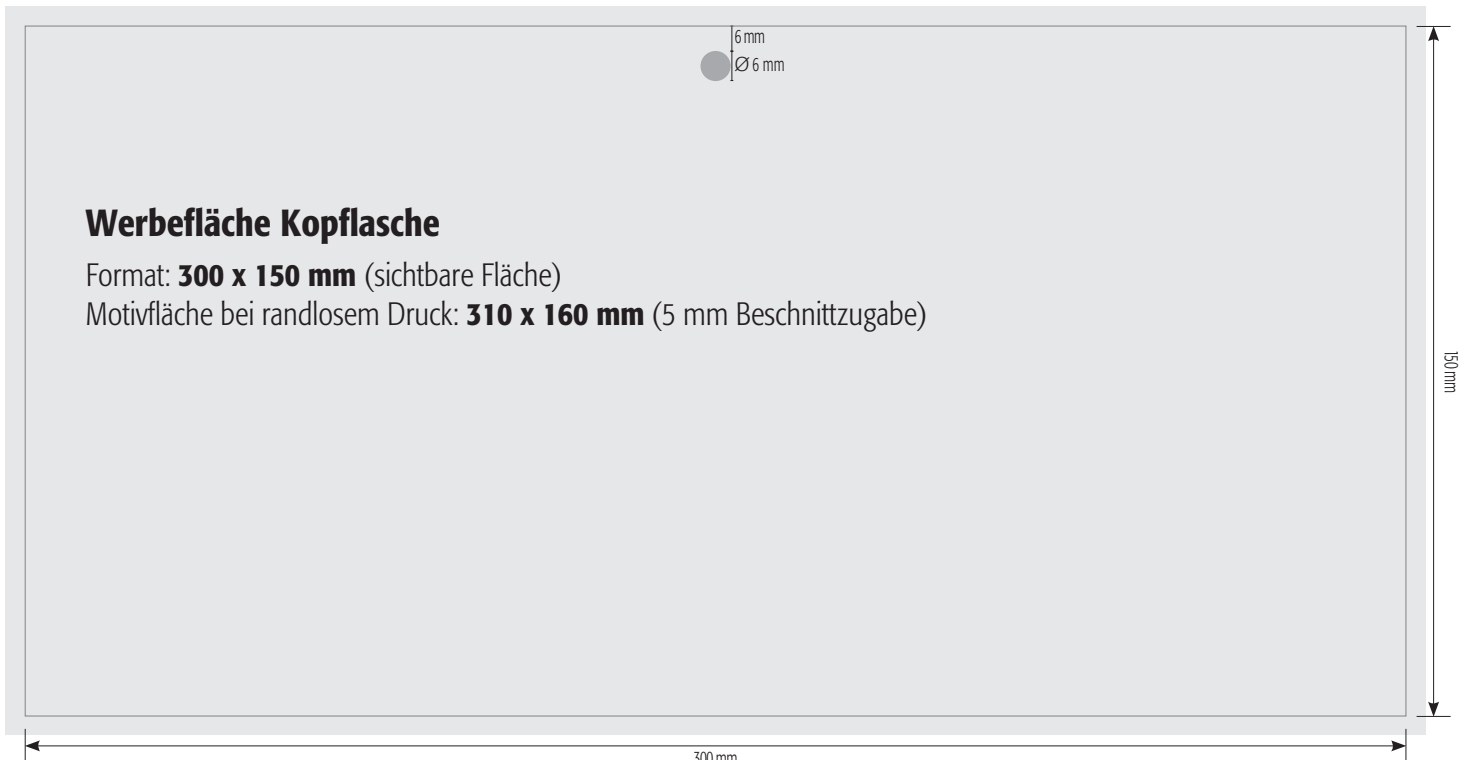 6 mm
Ø 6 mm
Werbefläche Kopflasche
Format: 300 x 150 mm (sichtbare Fläche)
Motivfläche bei randlosem Druck: 310 x 160 mm (5 mm Beschnittzugabe)
150 mm
300 mm